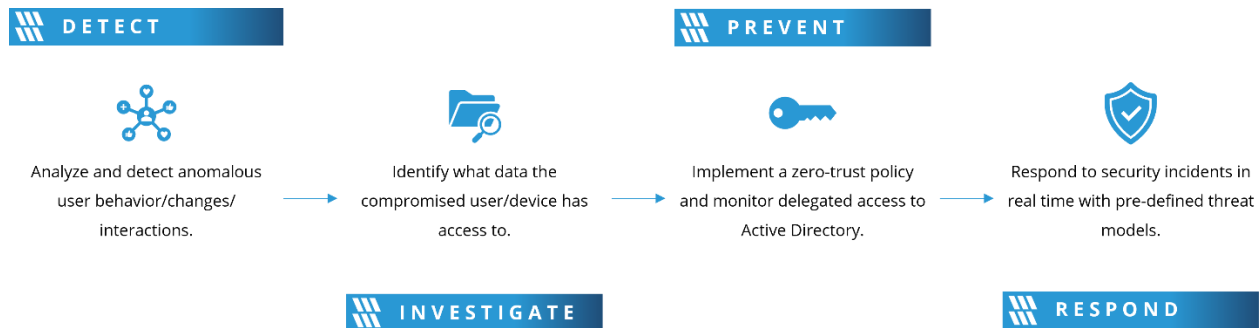 DETECT
PREVENT
Analyze and detect anomalous
user behavior/changes/
interactions.
Identify what data the
compromised user/device has
access to.
Implement a zero-trust policy
and monitor delegated access to
Active Directory.
Respond to security incidents in
real time with pre-defined threat
models.
INVESTIGATE
RESPOND